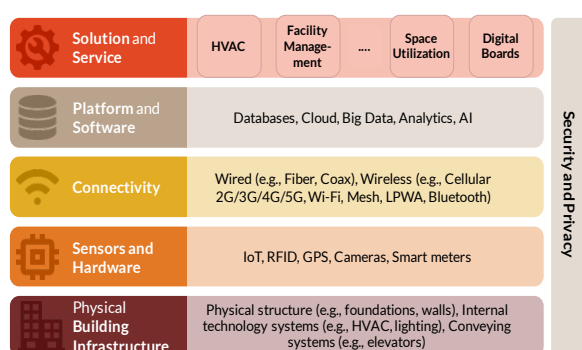 Solution and
Service
HVAC
Facility
Manage-
ment
....
Space
Utilization
Digital
Boards
Platform and
Software
Databases, Cloud, Big Data, Analytics, AI
Connectivity
Wired (e.g., Fiber, Coax), Wireless (e.g., Cellular
2G/3G/4G/5G, Wi-Fi, Mesh, LPWA, Bluetooth)
Sensors and
Hardware
IoT, RFID, GPS, Cameras, Smart meters
Physical
Building
Infrastructure
Physical structure (e.g., foundations, walls), Internal
technology systems (e.g., HVAC, lighting), Conveying
systems (e.g., elevators)
Security and Privacy